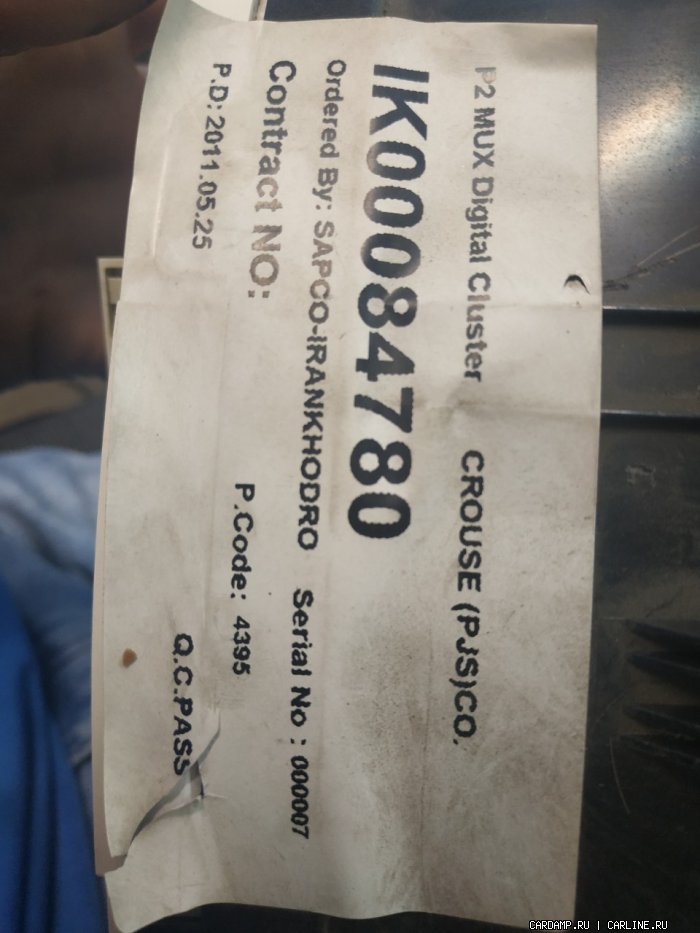 P2 MUX Digital Cluster CROUSE (PJS)CO.
IK00084780
Ordered By: SAPCO-IRANKHODRO Serial No : 000007
Contract NO:
P.Code: 4395
P.D: 2011.05.25
Q.C.PASS
CARDAMP.RU | CARLINE.RU